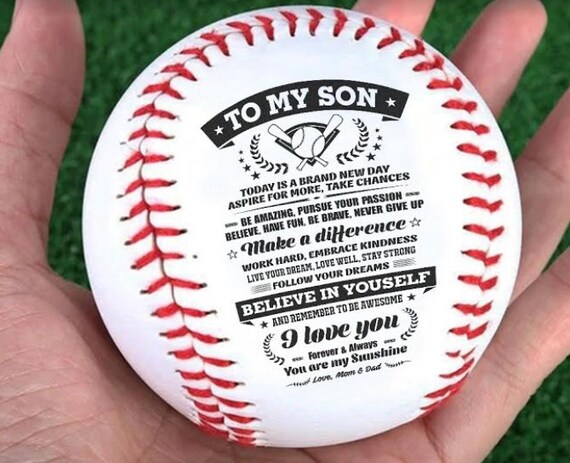 TO MY SON
TODAY IS A BRAND NEW DAY
ASPIRE FOR MORE, TAKE CHANCES
BE AMAZING, PURSUE YOUR PASSION
BELIEVE, HAVE FUN, BE BRAVE, NEVER GIVE UP
Make a difference
WORK HARD, EMBRACE KINDNESS
LIVE YOUR DREAM, LOVE WELL, STAY STRONG
FOLLOW YOUR DREAMS
BELIEVE IN YOUSELF
AND REMEMBER TO BE AWESOME
I love you
Forever & Always
You are my Sunshine
Love, Mom & Dad